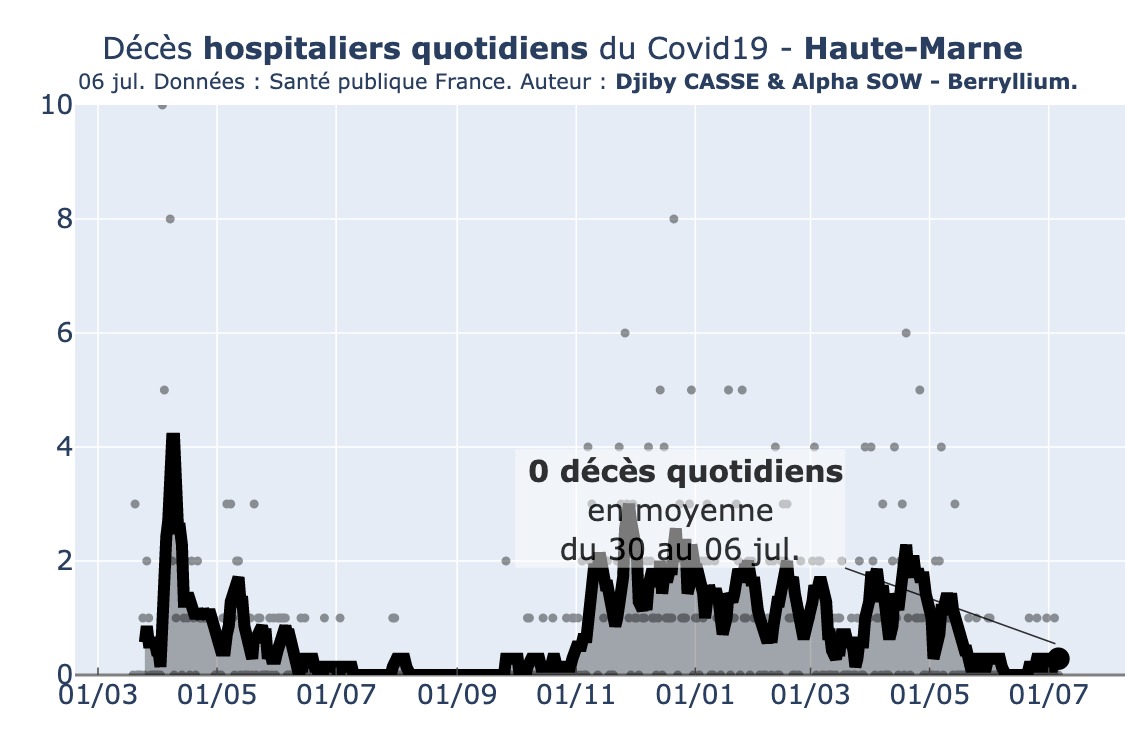 Décès hospitaliers quotidiens du Covid19 - Haute-Marne
06 jul. Données : Santé publique France. Auteur : Djiby CASSE & Alpha SOW - Berryllium.
10
8
6
4
0 décès quotidiens
en moyenne
du 30 au 06 jul.
2
0
01/03 01/05 01/07 01/09 01/11 01/01 01/03 01/05 01/07